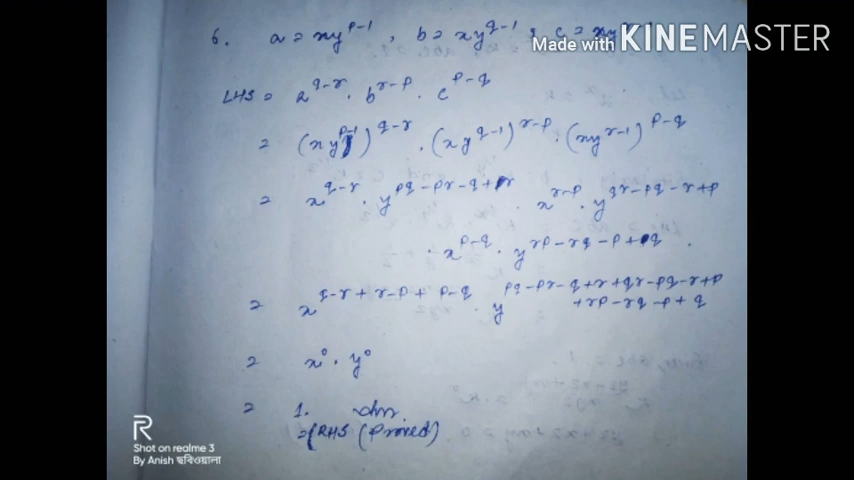 6. a = xy^{p-1}, b = xy^{q-1}, c = xy
Made with KINEMASTER
LHS = a^{q-r} . b^{r-p} . c^{p-q}
= (xy^{p-1})^{q-r} . (xy^{q-1})^{r-p} . (xy^{r-1})^{p-q}
= x^{q-r} . y^{pq-pr-q+r} . x^{r-p} . y^{qr-pq-r+p}
. x^{p-q} . y^{rp-rq-p+q} .
= x^{q-r+r-p+p-q} . y^{pq-pr-q+r+qr-pq-r+p+rp-rq-p+q}
= x^0 . y^0
= 1. Ans.
= RHS (Proved)
R
Shot on realme 3
By Anish ছবিওয়ালা